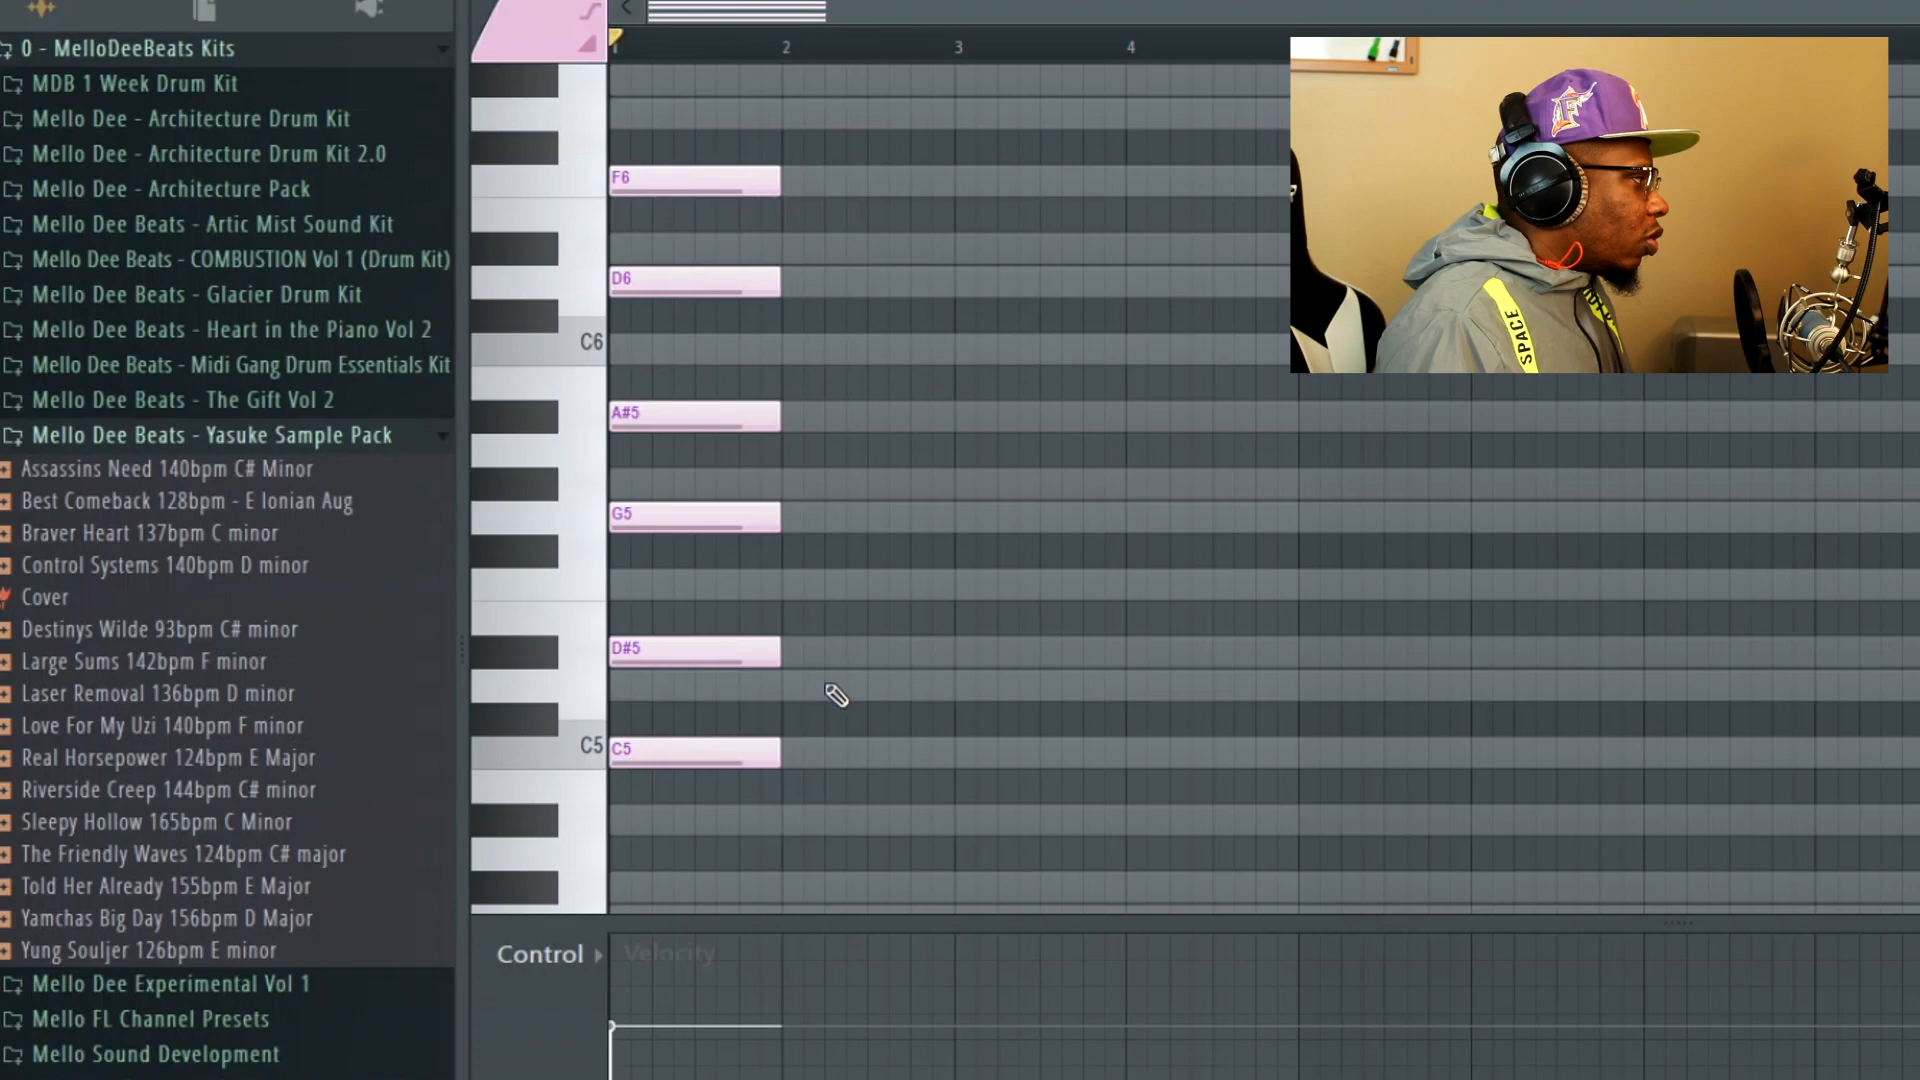 0 - MelloDeeBeats Kits
MDB 1 Week Drum Kit
Mello Dee - Architecture Drum Kit
Mello Dee - Architecture Drum Kit 2.0
Mello Dee - Architecture Pack
Mello Dee Beats - Artic Mist Sound Kit
Mello Dee Beats - COMBUSTION Vol 1 (Drum Kit)
Mello Dee Beats - Glacier Drum Kit
Mello Dee Beats - Heart in the Piano Vol 2
Mello Dee Beats - Midi Gang Drum Essentials Kit
Mello Dee Beats - The Gift Vol 2
Mello Dee Beats - Yasuke Sample Pack
Assassins Need 140bpm C# Minor
Best Comeback 128bpm - E Ionian Aug
Braver Heart 137bpm C minor
Control Systems 140bpm D minor
Cover
Destinys Wilde 93bpm C# minor
Large Sums 142bpm F minor
Laser Removal 136bpm D minor
Love For My Uzi 140bpm F minor
Real Horsepower 124bpm E Major
Riverside Creep 144bpm C# minor
Sleepy Hollow 165bpm C Minor
The Friendly Waves 124bpm C# major
Told Her Already 155bpm E Major
Yamchas Big Day 156bpm D Major
Yung Souljer 126bpm E minor
Mello Dee Experimental Vol 1
Mello FL Channel Presets
Mello Sound Development
1 2 3 4
F6
D6
C6
A#5
G5
D#5
C5 C5
Control
Velocity
F
SPACE